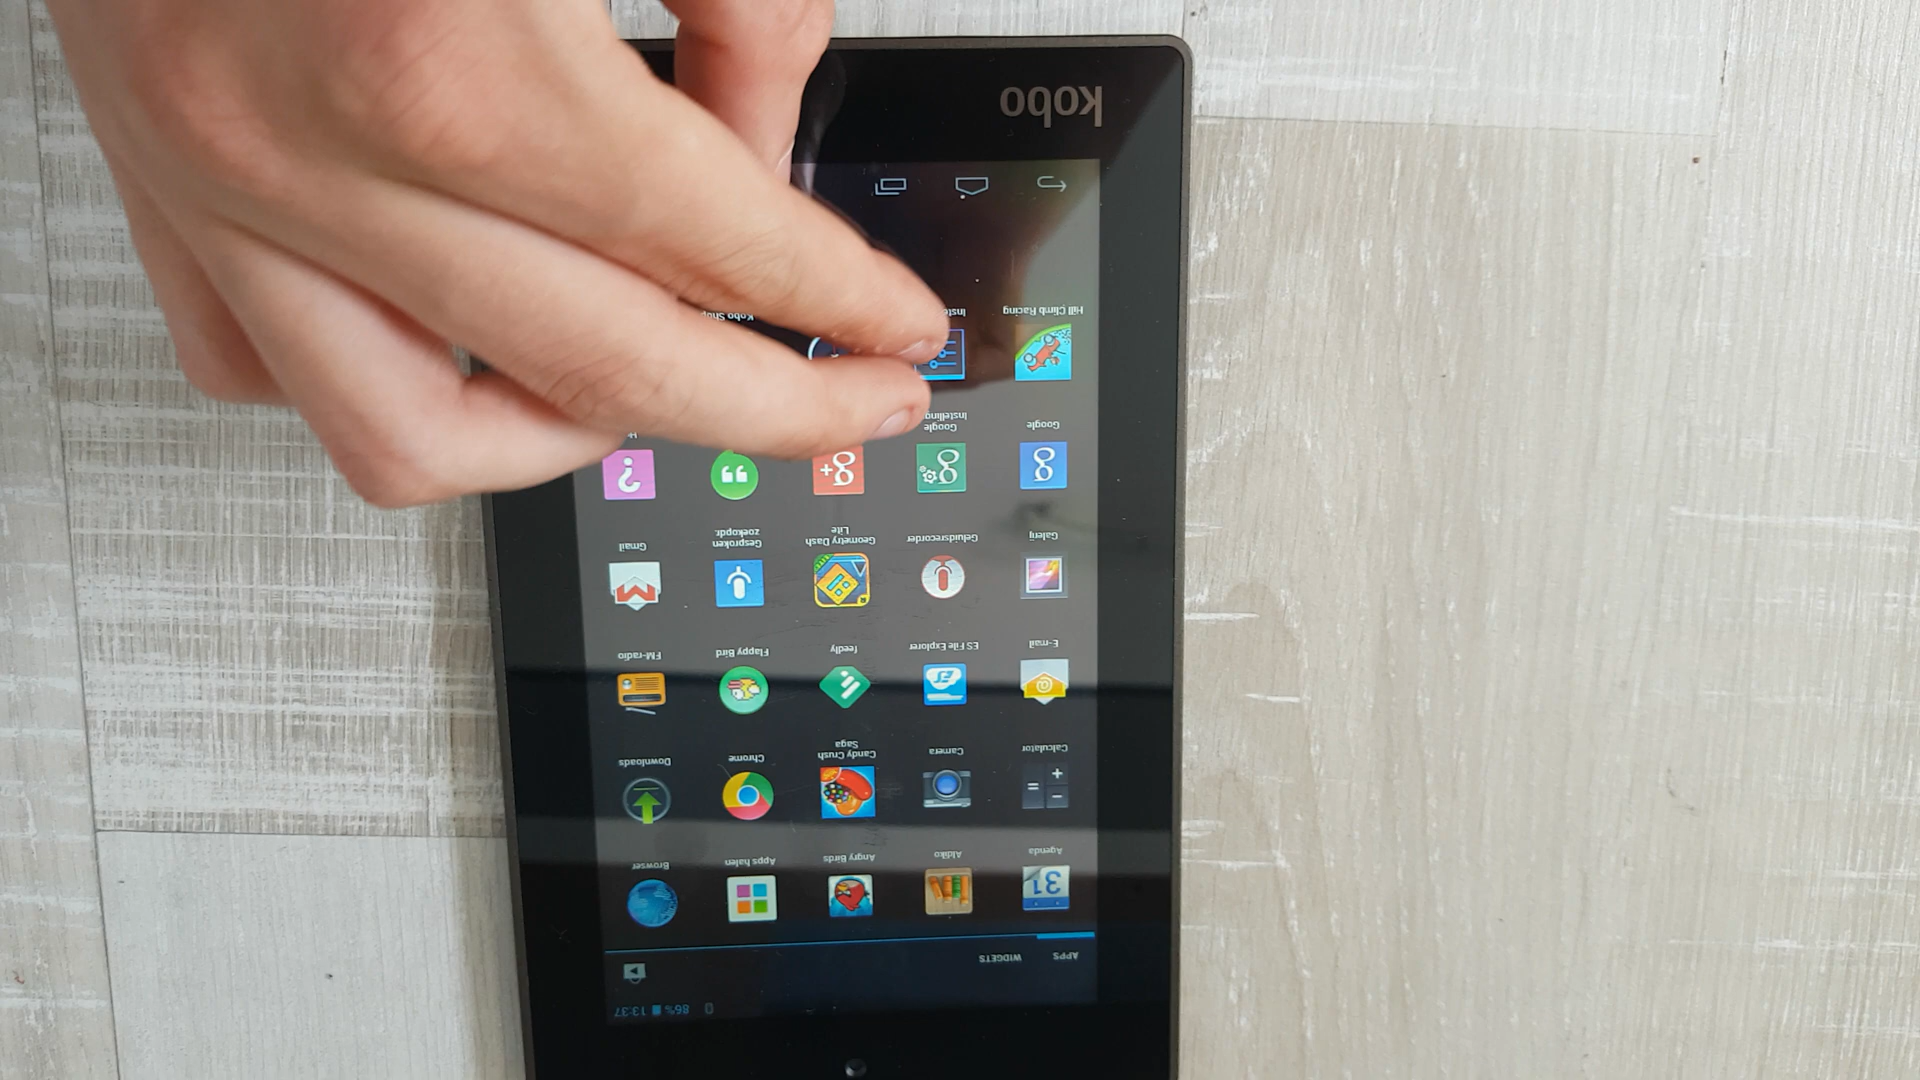 86% 13:37
APPS WIDGETS
31
Agenda Aldiko Angry Birds Apps halen Browser
Calculator Camera Candy Crush Saga Chrome Downloads
E-mail ES File Explorer feedly Flappy Bird FM-radio
Galerij Geluidsrecorder Geometry Dash Lite Gesproken zoekopdr. Gmail
Google Google
Hill Climb Racing Kobo Shop
kobo